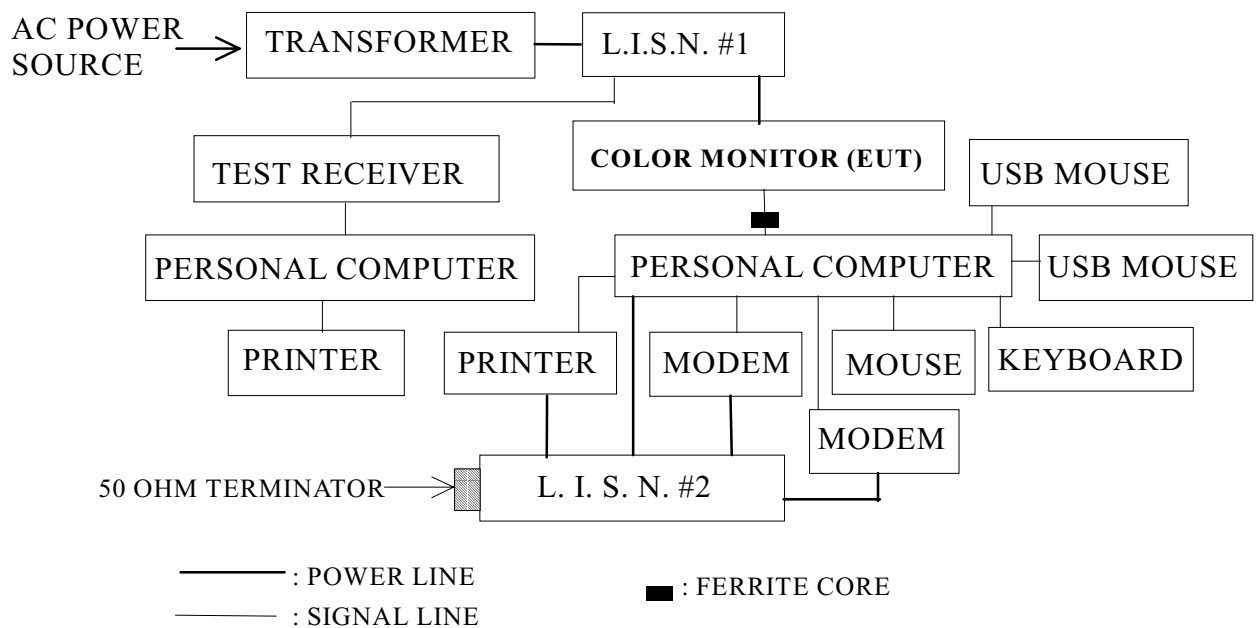 AC POWER
SOURCE
TRANSFORMER
L.I.S.N. #1
TEST RECEIVER
COLOR MONITOR (EUT)
USB MOUSE
PERSONAL COMPUTER
PERSONAL COMPUTER
USB MOUSE
PRINTER
PRINTER
MODEM
MOUSE
KEYBOARD
MODEM
50 OHM TERMINATOR
L. I. S. N. #2
: POWER LINE
: FERRITE CORE
: SIGNAL LINE